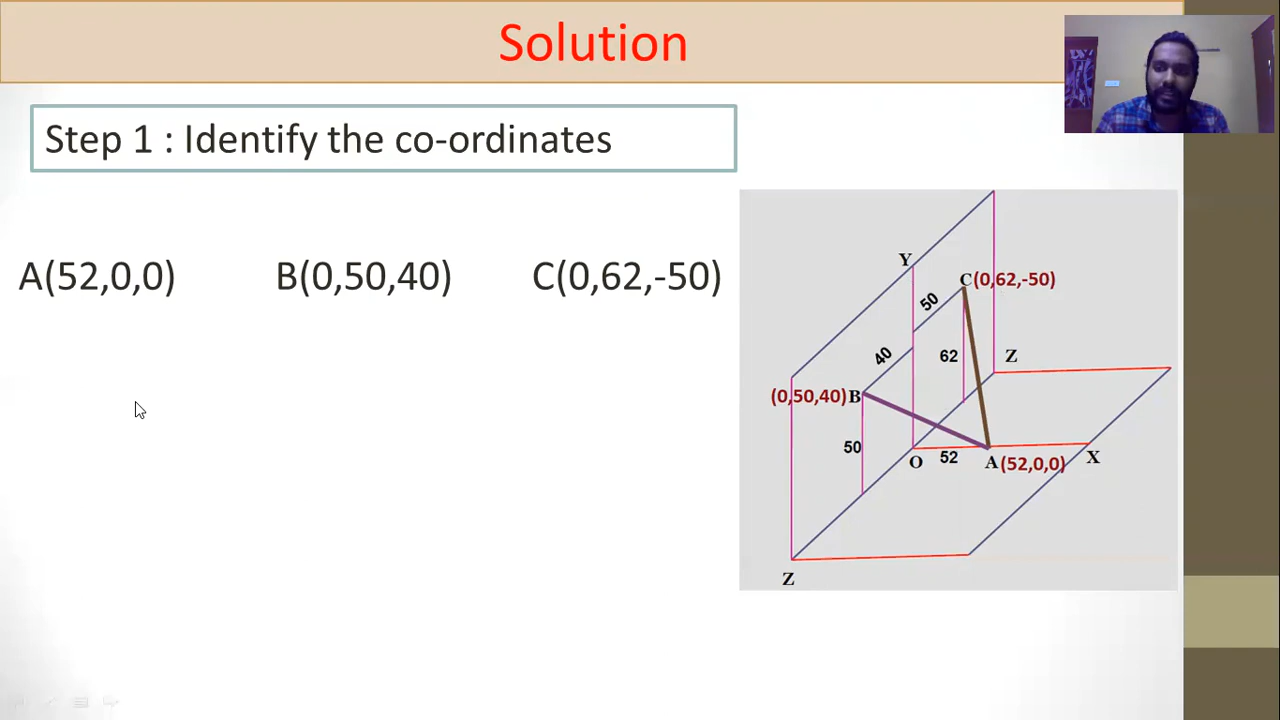 Solution
Step 1 : Identify the co-ordinates
A(52,0,0) B(0,50,40) C(0,62,-50)
Y
C(0,62,-50)
50
40
62
Z
(0,50,40)B
50
O
52
A(52,0,0)
X
Z